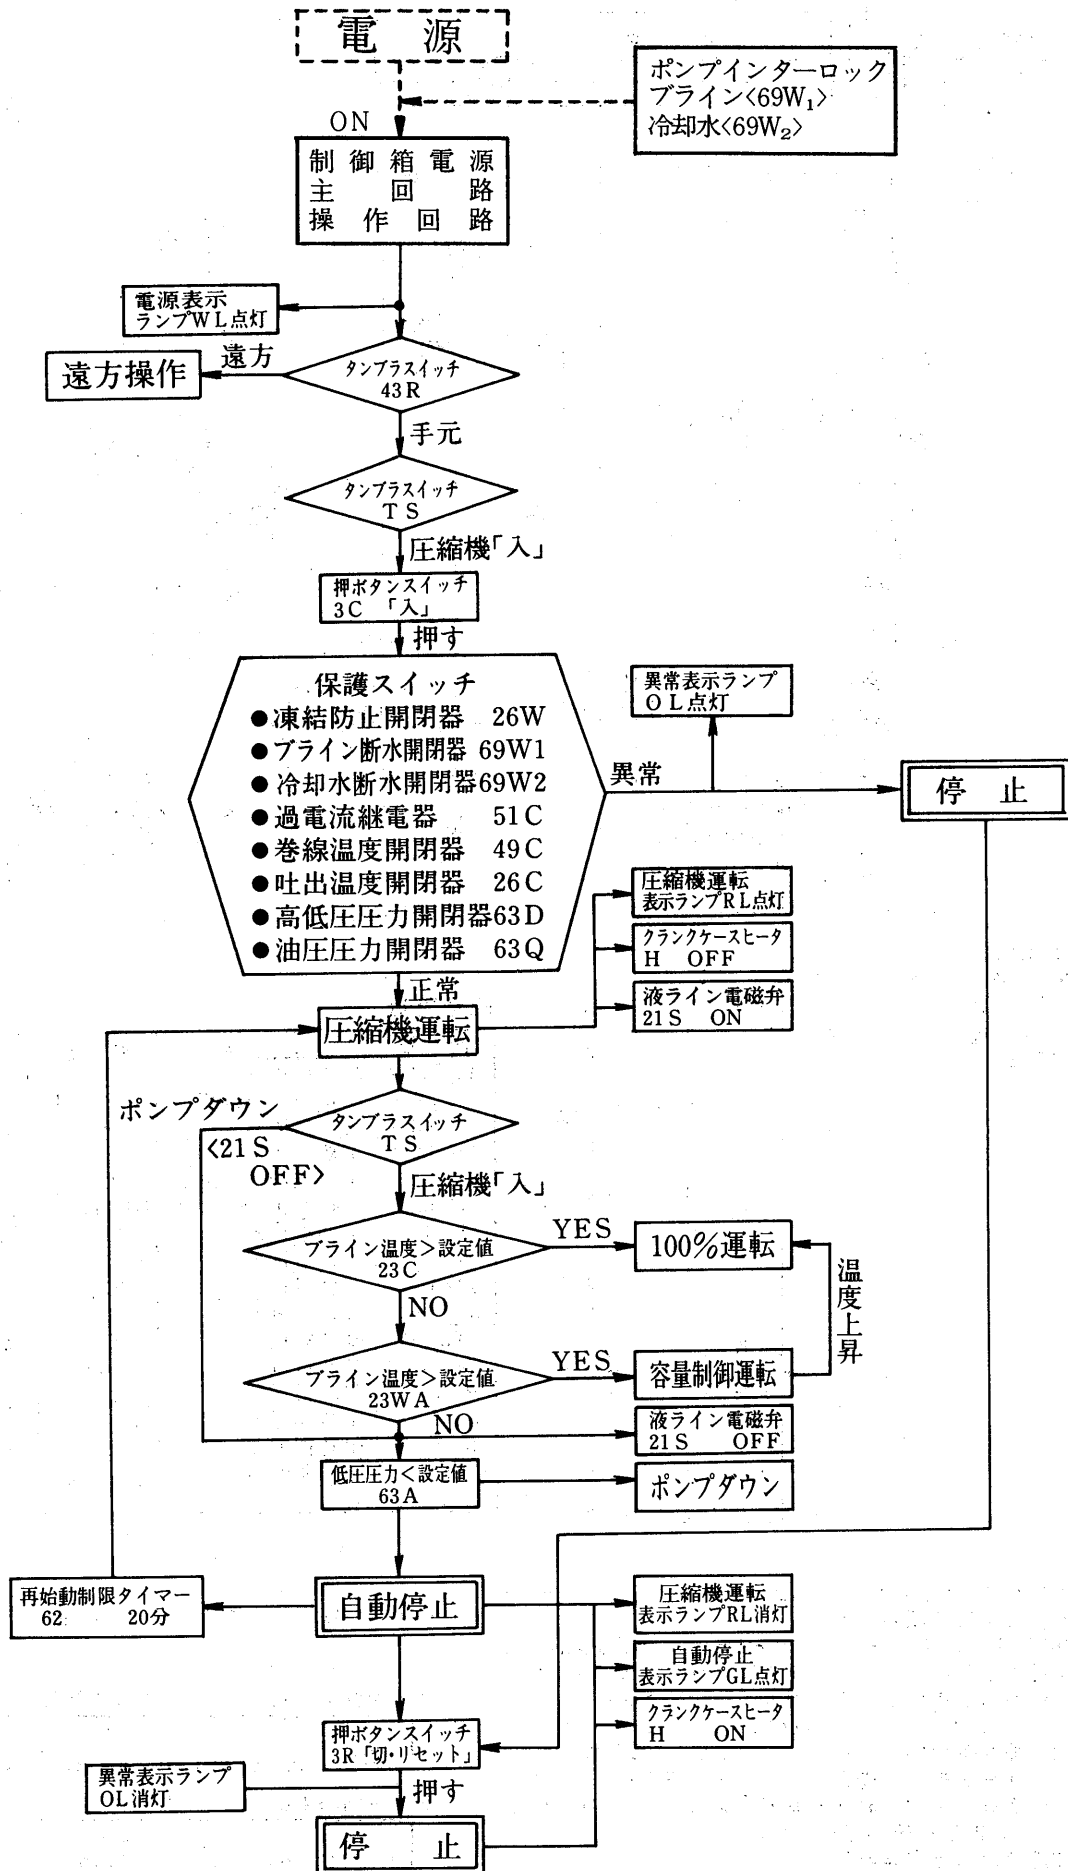 電源
ポンプインターロック
ブライン<69W₁>
冷却水<69W₂>
ON
制御箱電源
主回路
操作回路
電源表示
ランプWL点灯
遠方操作
遠方
タンブラスイッチ
43R
手元
タンブラスイッチ
TS
圧縮機「入」
押ボタンスイッチ
3C 「入」
押す
保護スイッチ
●凍結防止開閉器 26W
●ブライン断水開閉器 69W1
●冷却水断水開閉器69W2
●過電流継電器 51C
●巻線温度開閉器 49C
●吐出温度開閉器 26C
●高低圧圧力開閉器63D
●油圧圧力開閉器 63Q
異常表示ランプ
OL点灯
異常
停止
圧縮機運転
表示ランプRL点灯
クランクケースヒータ
H OFF
液ライン電磁弁
21S ON
正常
圧縮機運転
ポンプダウン
<21S
OFF>
タンブラスイッチ
TS
圧縮機「入」
ブライン温度>設定値
23C
YES
100%運転
温度上昇
NO
ブライン温度>設定値
23WA
YES
容量制御運転
NO
液ライン電磁弁
21S OFF
低圧圧力<設定値
63A
ポンプダウン
再始動制限タイマー
62 20分
自動停止
圧縮機運転
表示ランプRL消灯
自動停止
表示ランプGL点灯
クランクケースヒータ
H ON
押ボタンスイッチ
3R「切・リセット」
異常表示ランプ
OL消灯
押す
停止